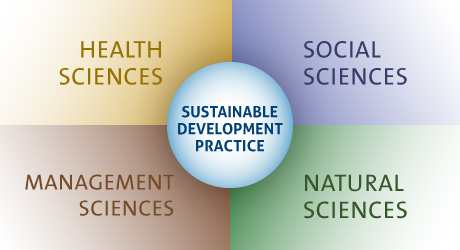 HEALTH
SCIENCES
SOCIAL
SCIENCES
SUSTAINABLE
DEVELOPMENT
PRACTICE
MANAGEMENT
SCIENCES
NATURAL
SCIENCES